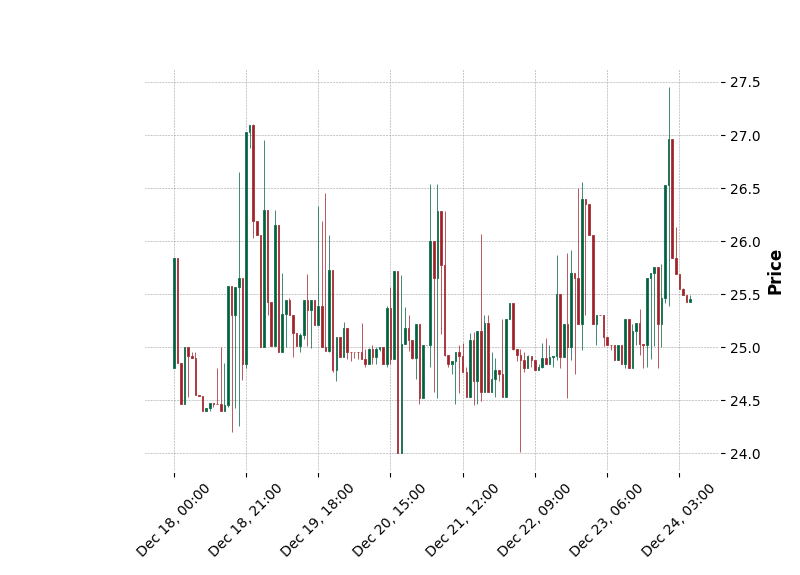 27.5
27.0
26.5
26.0
25.5
25.0
24.5
24.0
Price
Dec 18, 00:00
Dec 18, 21:00
Dec 19, 18:00
Dec 20, 15:00
Dec 21, 12:00
Dec 22, 09:00
Dec 23, 06:00
Dec 24, 03:00